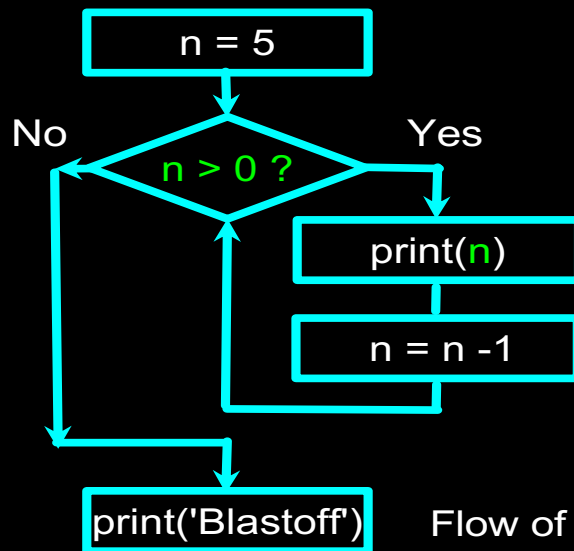 n = 5
No
Yes
n > 0 ?
print(n)
n = n -1
print('Blastoff')
Flow of